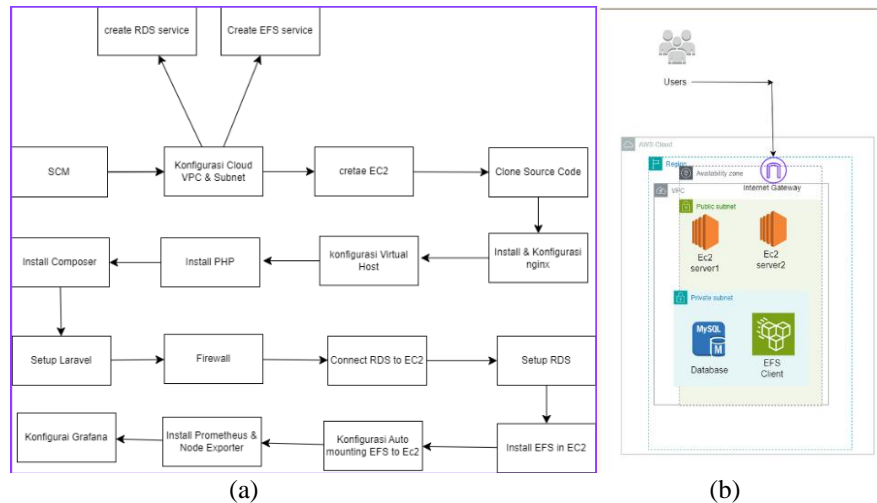 create RDS service
Create EFS service
SCM
Konfigurasi Cloud
VPC & Subnet
cretae EC2
Clone Source Code
Install Composer
Install PHP
konfigurasi Virtual
Host
Install & Konfigurasi
nginx
Setup Laravel
Firewall
Connect RDS to EC2
Setup RDS
Konfigurai Grafana
Install Prometheus &
Node Exporter
Konfigurasi Auto
mounting EFS to Ec2
Install EFS in EC2
(a)
Users
AWS Cloud
Region
Availability zone
Internet Gateway
VPC
Public subnet
Ec2
server1
Ec2
server2
Private subnet
MySQL
M
Database
EFS
Client
(b)